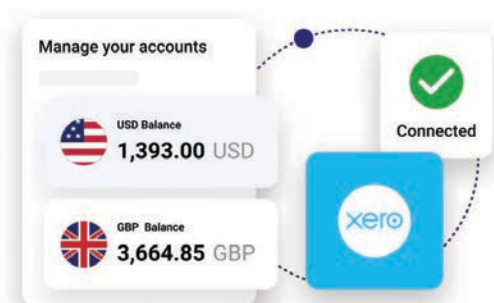 Manage your accounts
USD Balance
1,393.00 USD
GBP Balance
3,664.85 GBP
Connected
xero